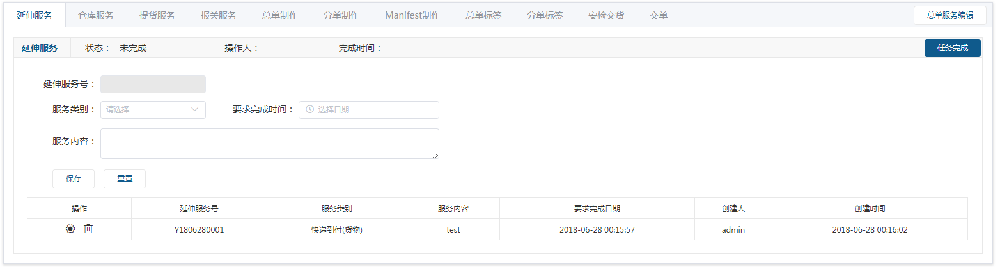 延伸服务 仓库服务 提货服务 报关服务 总单制作 分单制作 Manifest制作 总单标签 分单标签 安检交货 交单 总单服务编辑
延伸服务 状态： 未完成 操作人： 完成时间： 任务完成
延伸服务号：
服务类别： 请选择 要求完成时间： 选择日期
服务内容：
保存 重置
操作 延伸服务号 服务类别 服务内容 要求完成日期 创建人 创建时间
Y1806280001 快递到付(货物) test 2018-06-28 00:15:57 admin 2018-06-28 00:16:02